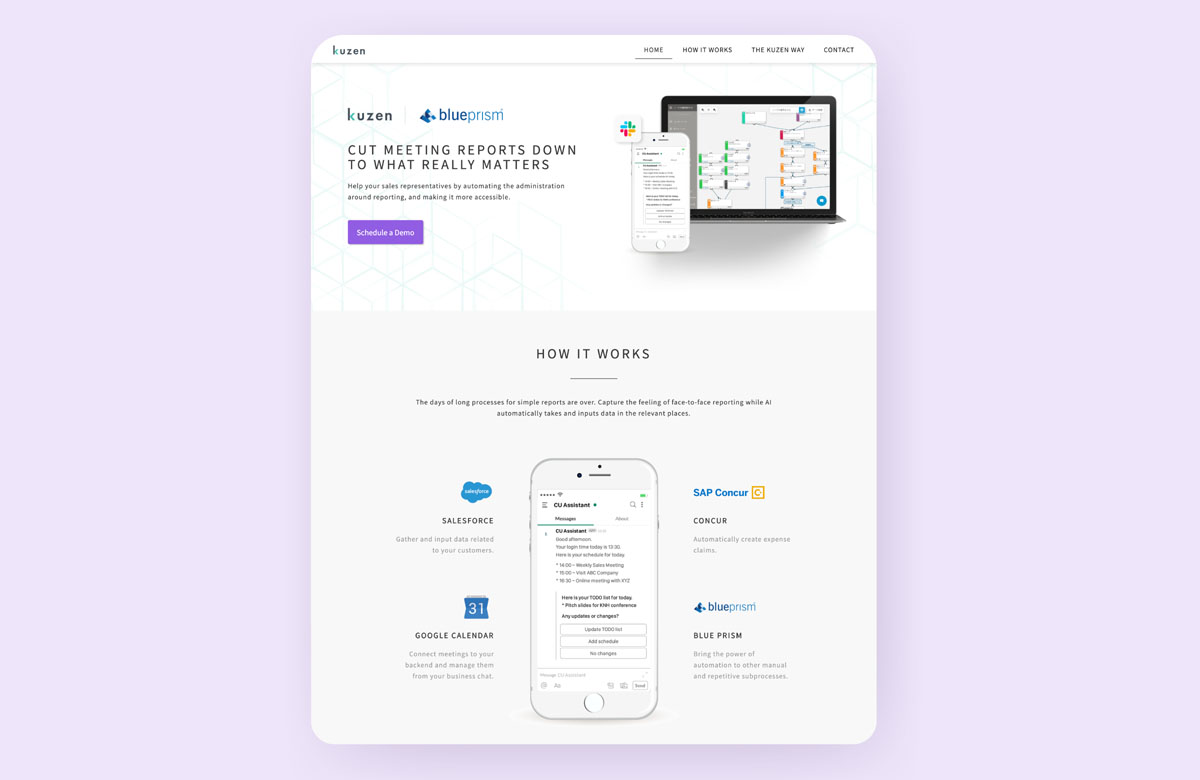 kuzen
HOME
HOW IT WORKS
THE KUZEN WAY
CONTACT
kuzen
blueprism
CUT MEETING REPORTS DOWN
TO WHAT REALLY MATTERS
Help your sales representatives by automating the administration
around reporting, and making it more accessible.
Schedule a Demo
CU Assistant
HOW IT WORKS
The days of long processes for simple reports are over. Capture the feeling of face-to-face reporting while AI
automatically takes and inputs data in the relevant places.
salesforce
SALESFORCE
Gather and input data related
to your customers.
31
GOOGLE CALENDAR
Connect meetings to your
backend and manage them
from your business chat.
CU Assistant
Messages
About
CU Assistant
Good afternoon.
Your login time today is 13:30.
Here is your schedule for today.
* 14:00 – Weekly Sales Meeting
* 15:00 – Visit ABC Company
* 16:30 – Online meeting with XYZ
Here is your TODO list for today.
* Pitch slides for KNH conference
Any updates or changes?
Update TODO list
Add schedule
No changes
Message CU Assistant
@ Aa
Send
SAP Concur C
CONCUR
Automatically create expense
claims.
blueprism
BLUE PRISM
Bring the power of
automation to other manual
and repetitive subprocesses.